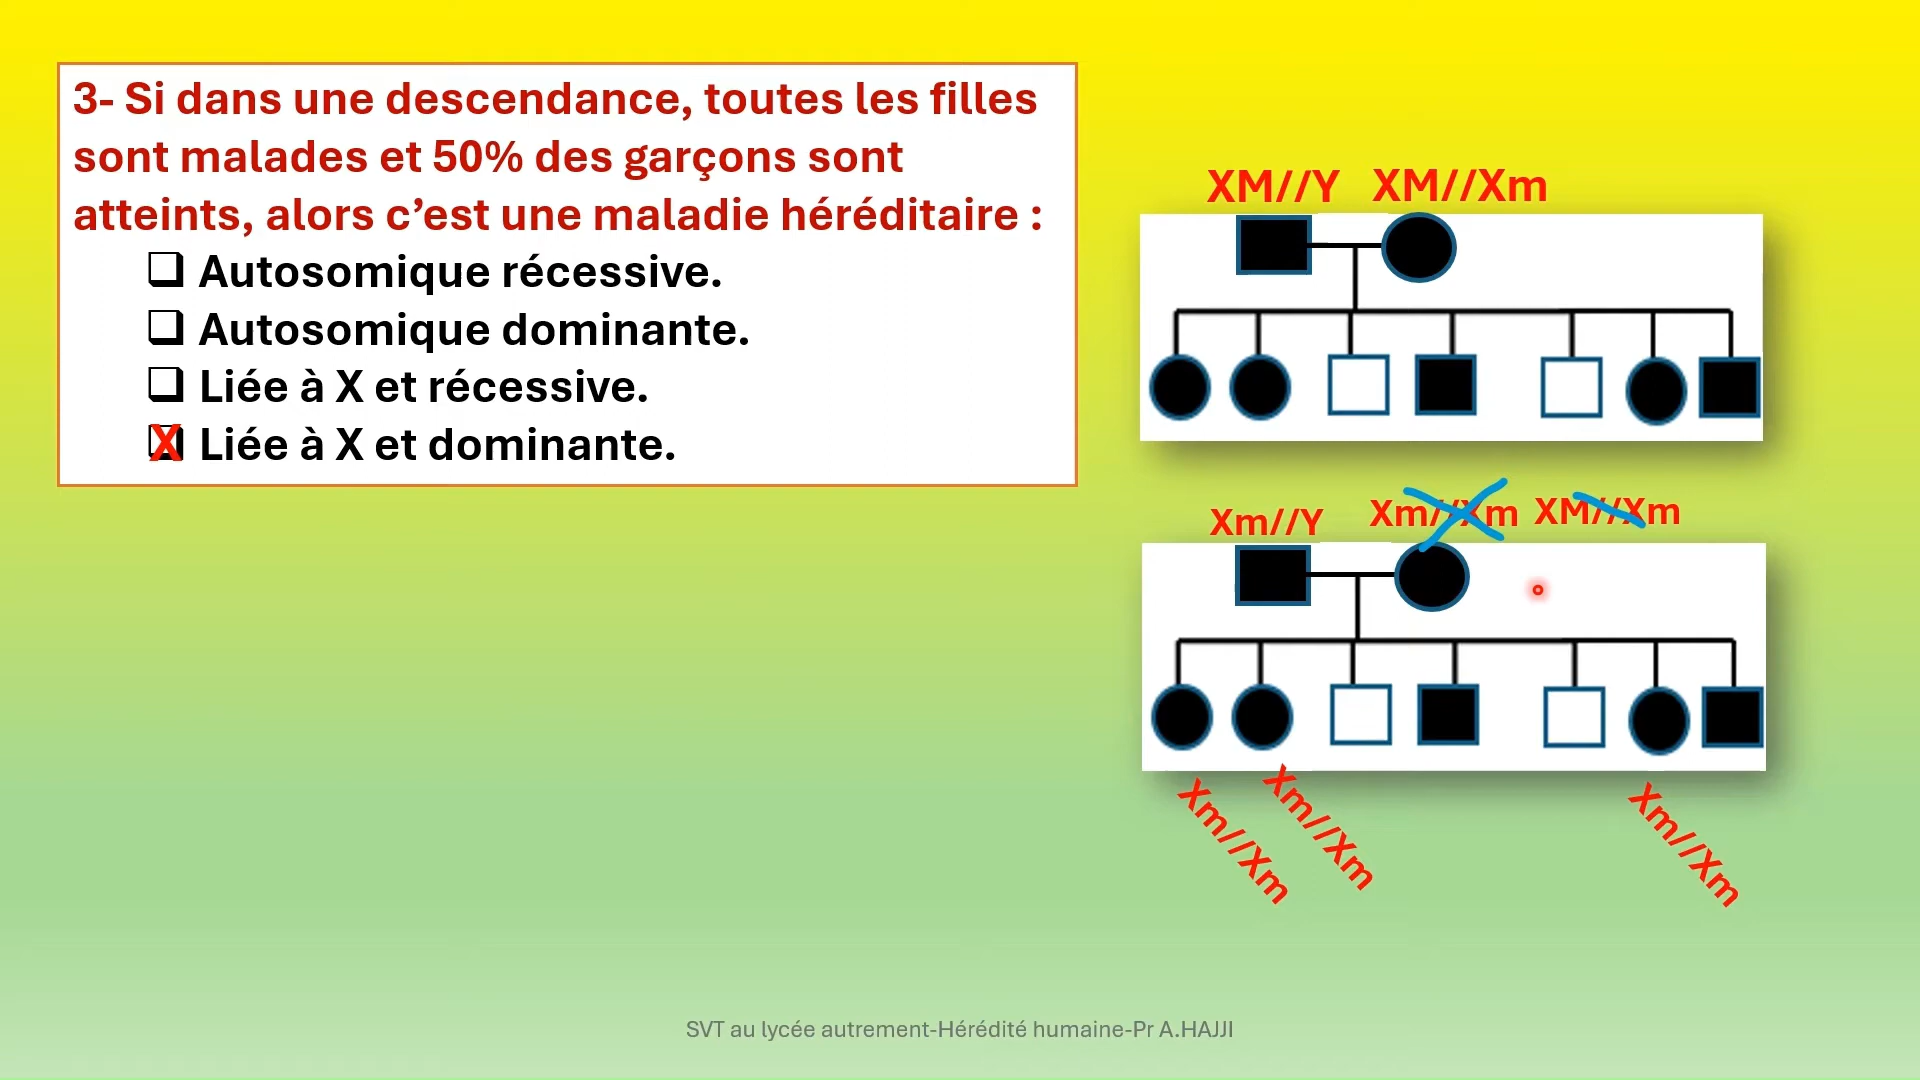 3- Si dans une descendance, toutes les filles
sont malades et 50% des garçons sont
atteints, alors c’est une maladie héréditaire :
❑ Autosomique récessive.
❑ Autosomique dominante.
❑ Liée à X et récessive.
X Liée à X et dominante.
XM//Y XM//Xm
Xm//Y Xm//Xm XM//Xm
Xm//Xm
Xm//Xm
Xm//Xm
SVT au lycée autrement-Hérédité humaine-Pr A.HAJJI